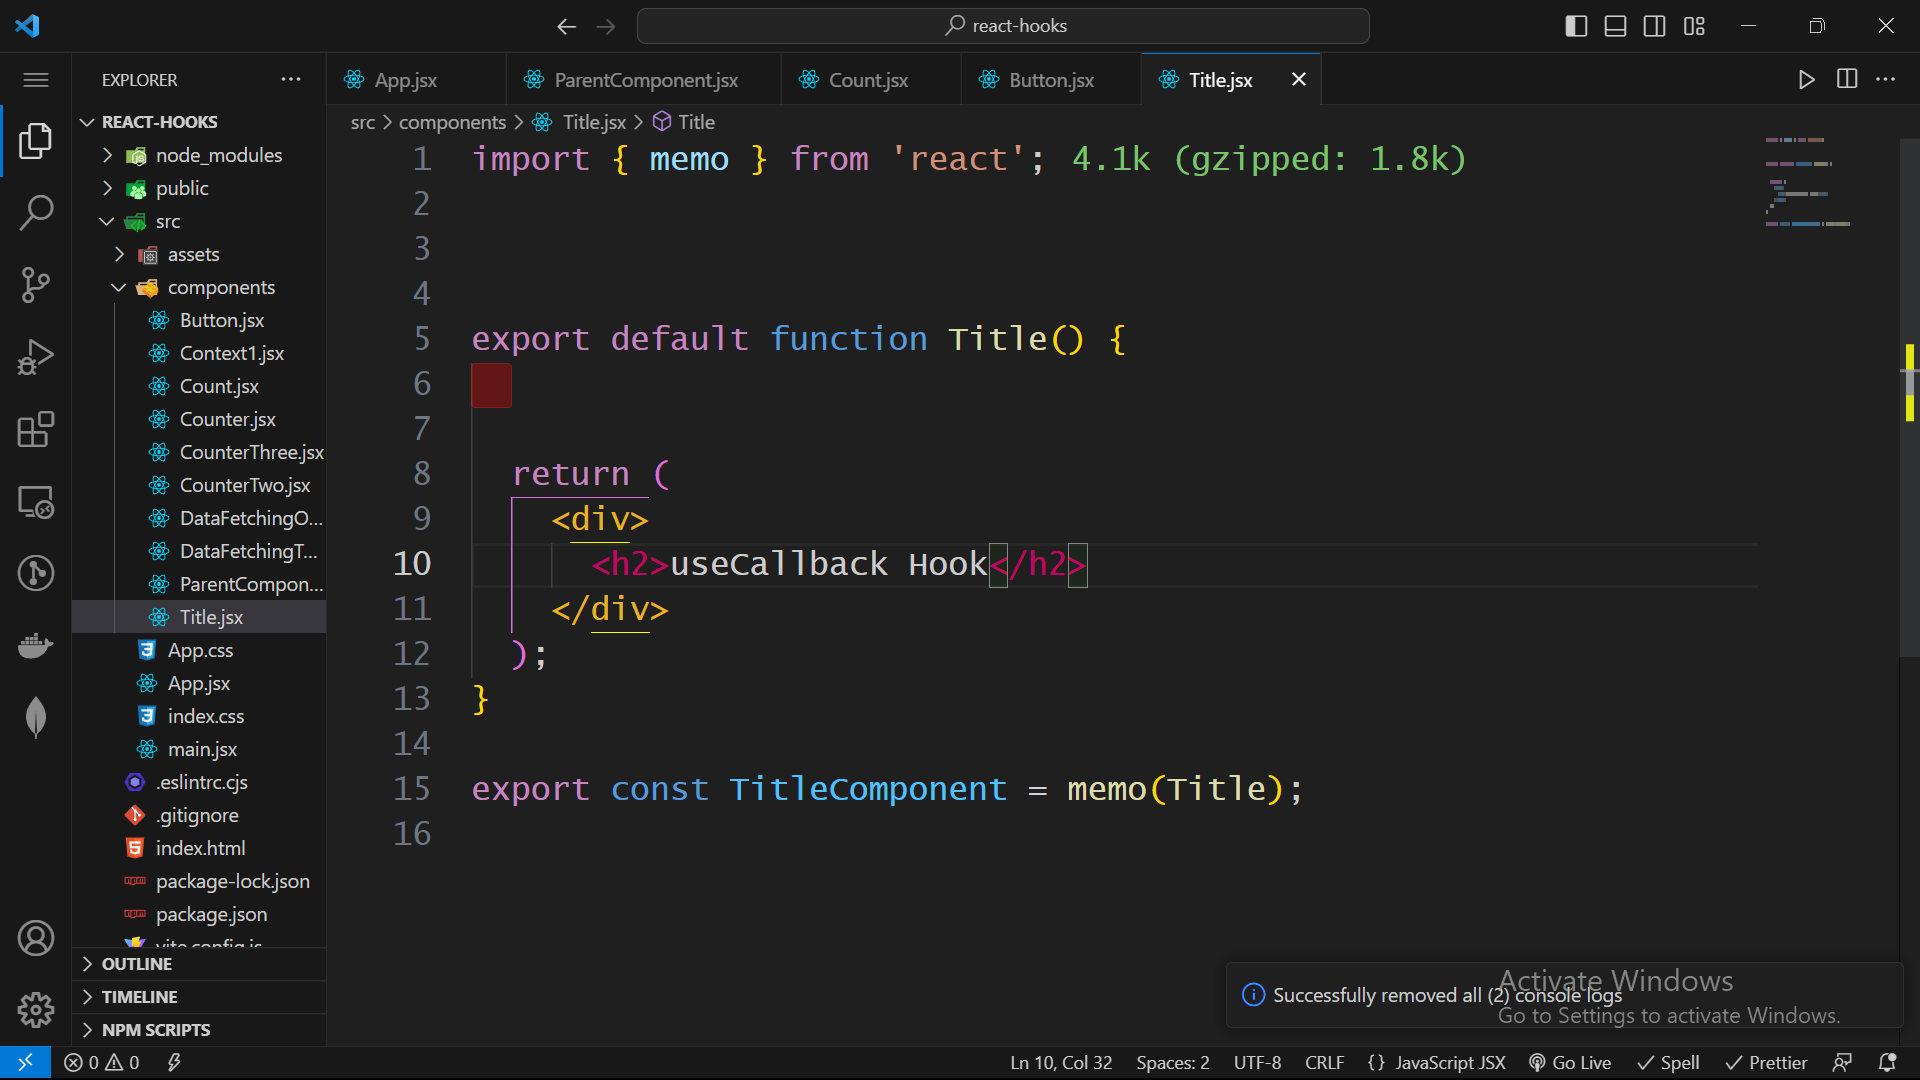 react-hooks
EXPLORER
App.jsx
ParentComponent.jsx
Count.jsx
Button.jsx
Title.jsx
REACT-HOOKS
node_modules
public
src
assets
components
Button.jsx
Context1.jsx
Count.jsx
Counter.jsx
CounterThree.jsx
CounterTwo.jsx
DataFetchingO...
DataFetchingT...
ParentCompon...
Title.jsx
App.css
App.jsx
index.css
main.jsx
.eslintrc.cjs
.gitignore
index.html
package-lock.json
package.json
vite.config.js
OUTLINE
TIMELINE
NPM SCRIPTS
src > components > Title.jsx > Title
1 import { memo } from 'react'; 4.1k (gzipped: 1.8k)
2
3
4
5 export default function Title() {
6
7
8 return (
9 <div>
10 <h2>useCallback Hook</h2>
11 </div>
12 );
13 }
14
15 export const TitleComponent = memo(Title);
16
Successfully removed all (2) console logs
Activate Windows
Go to Settings to activate Windows.
0 0
Ln 10, Col 32
Spaces: 2
UTF-8
CRLF
{} JavaScript JSX
Go Live
Spell
Prettier